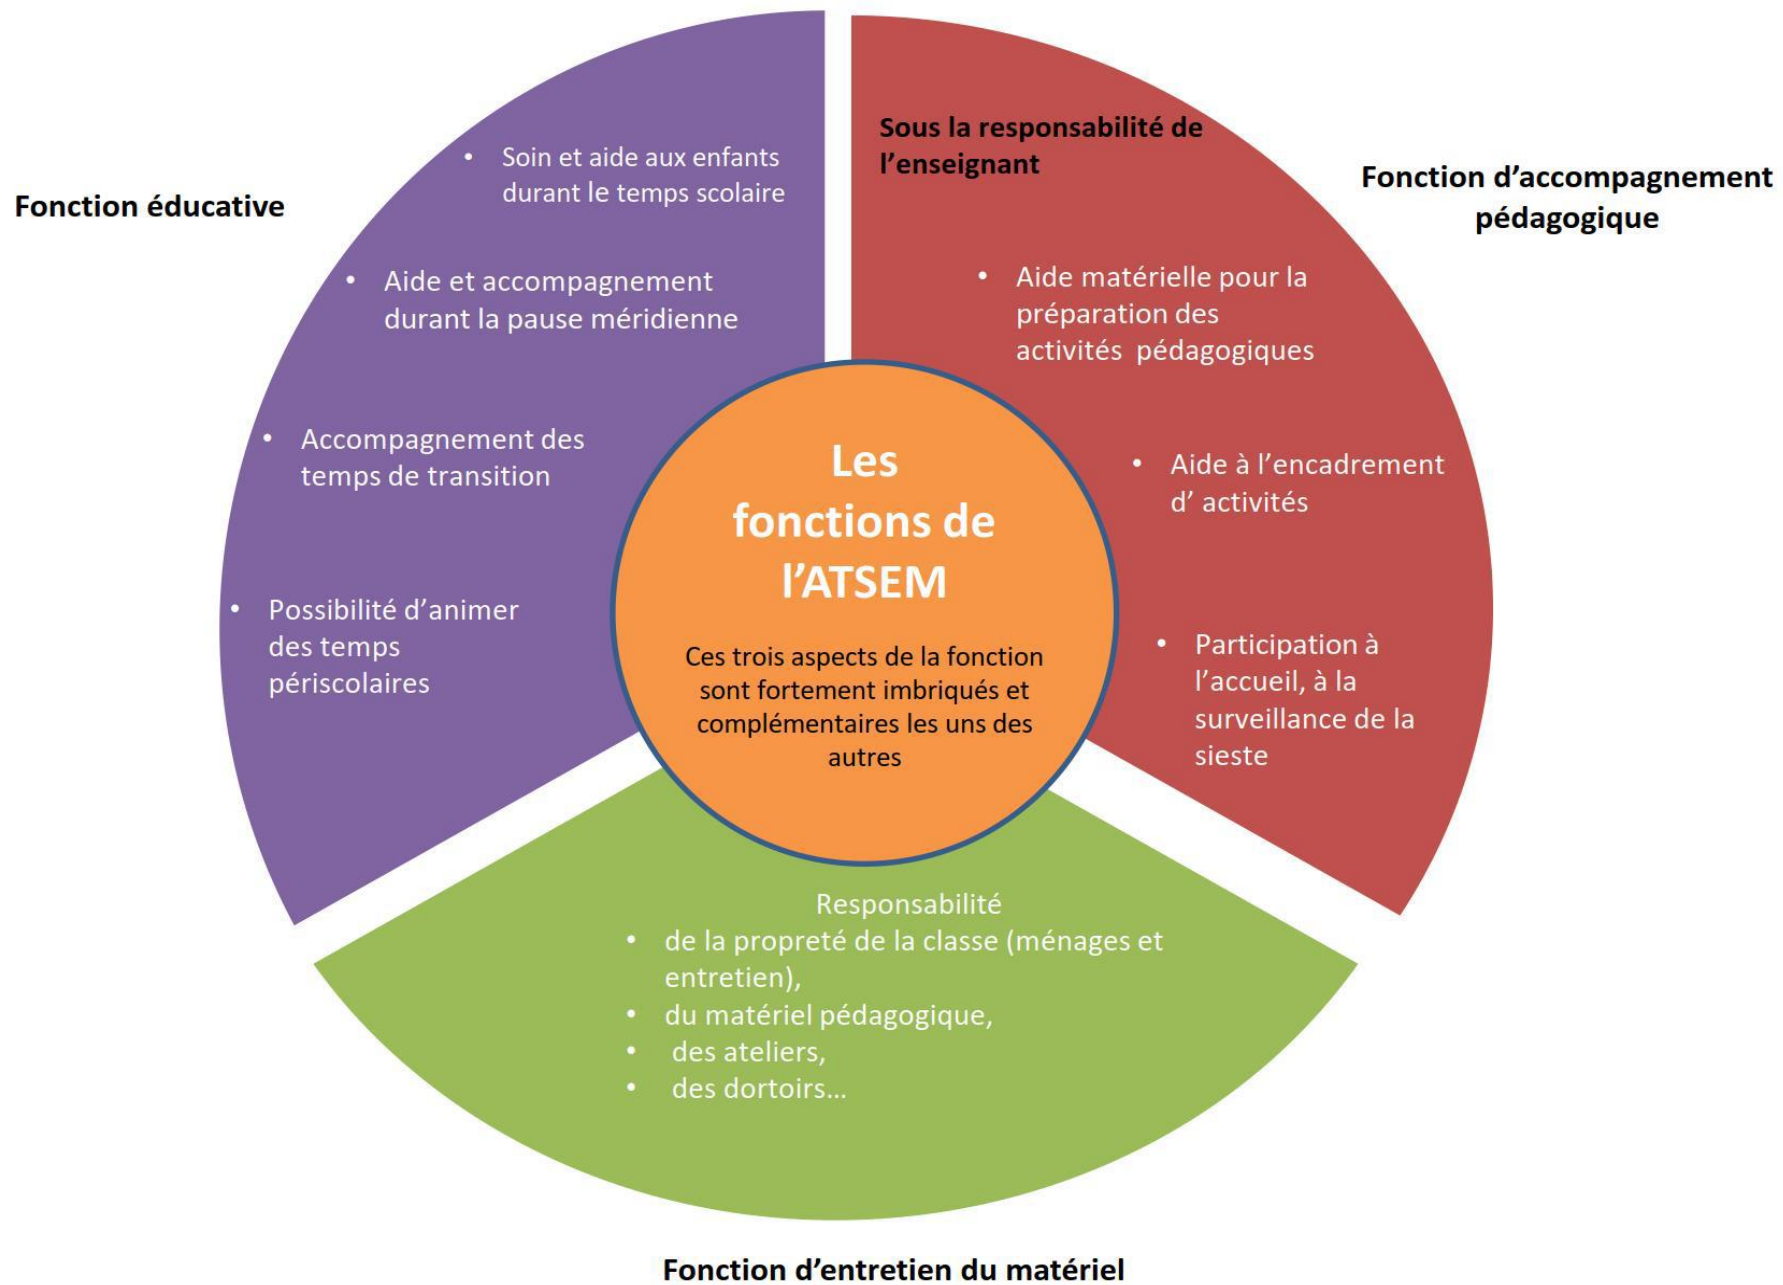 Fonction éducative
• Soin et aide aux enfants
durant le temps scolaire
• Aide et accompagnement
durant la pause méridienne
• Accompagnement des
temps de transition
• Possibilité d’animer
des temps
périscolaires
Sous la responsabilité de
l’enseignant
Fonction d’accompagnement
pédagogique
• Aide matérielle pour la
préparation des
activités pédagogiques
• Aide à l’encadrement
d’ activités
• Participation à
l’accueil, à la
surveillance de la
sieste
Les
fonctions de
l’ATSEM
Ces trois aspects de la fonction
sont fortement imbriqués et
complémentaires les uns des
autres
Responsabilité
• de la propreté de la classe (ménages et
entretien),
• du matériel pédagogique,
• des ateliers,
• des dortoirs...
Fonction d’entretien du matériel